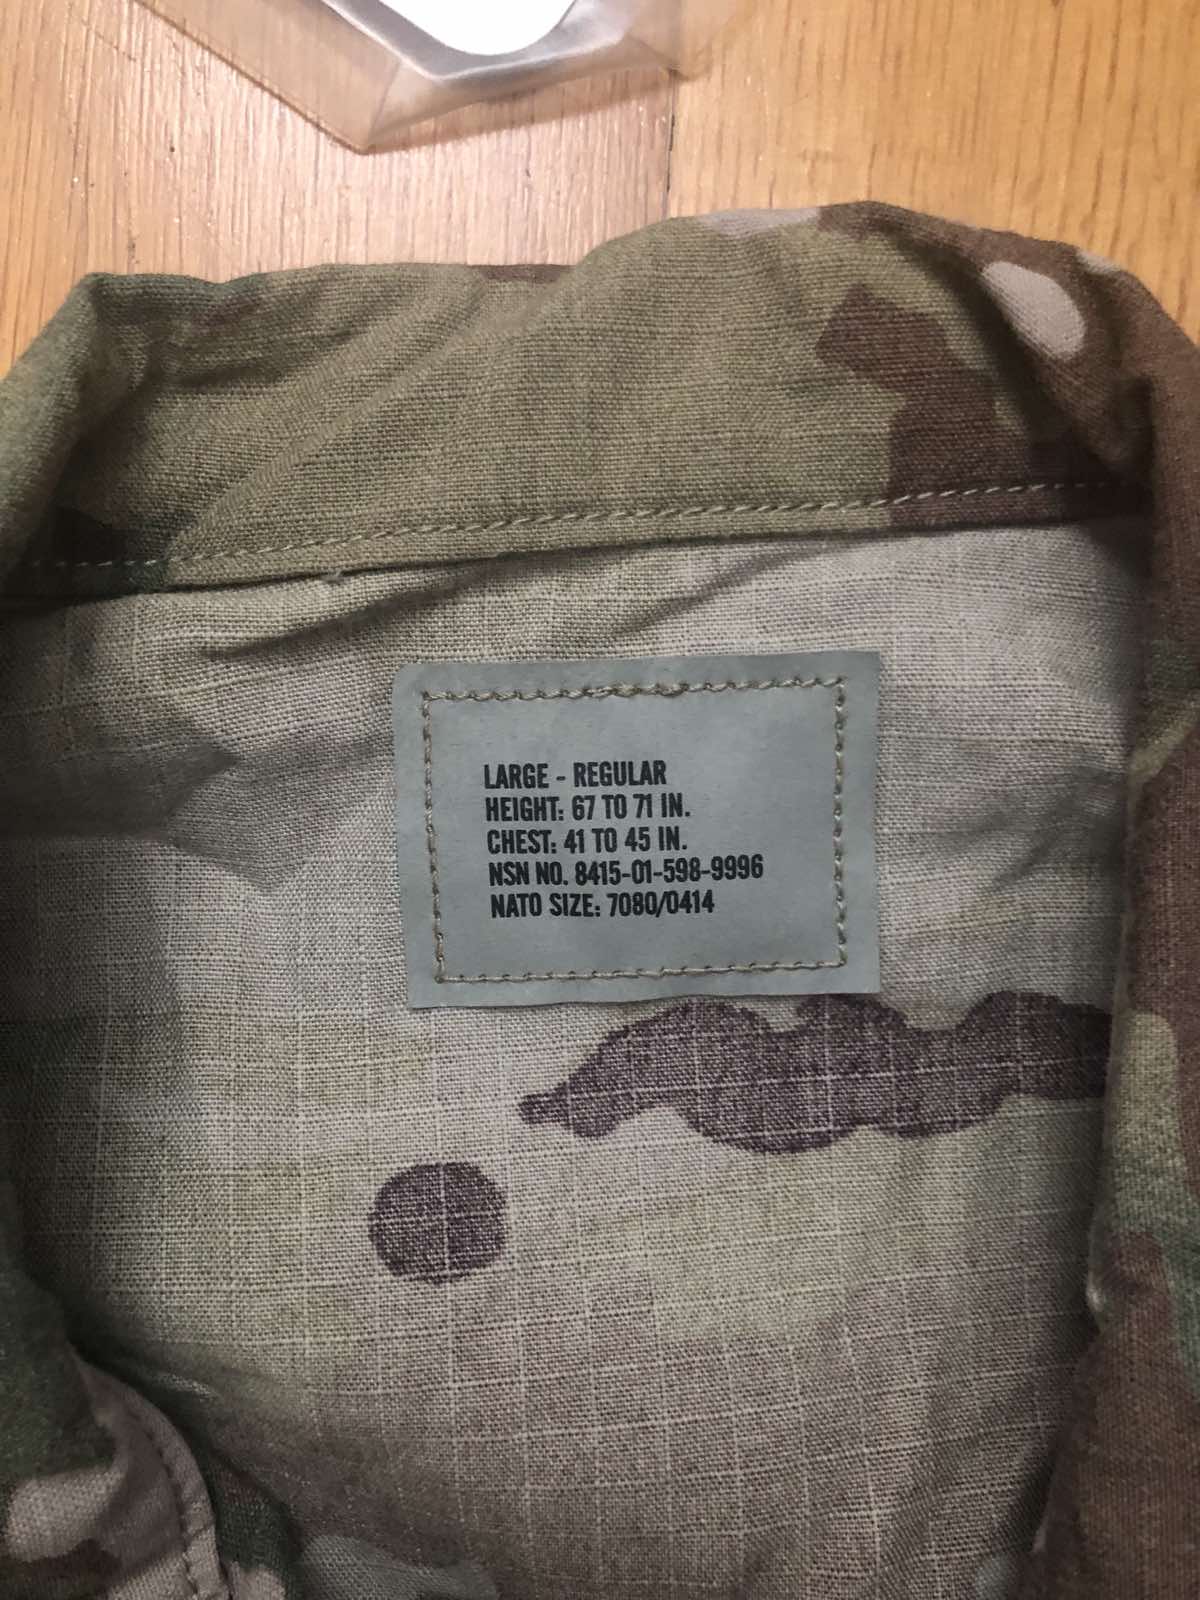 LARGE - REGULAR
HEIGHT: 67 TO 71 IN.
CHEST: 41 TO 45 IN.
NSN NO. 8415-01-598-9996
NATO SIZE: 7080/0414